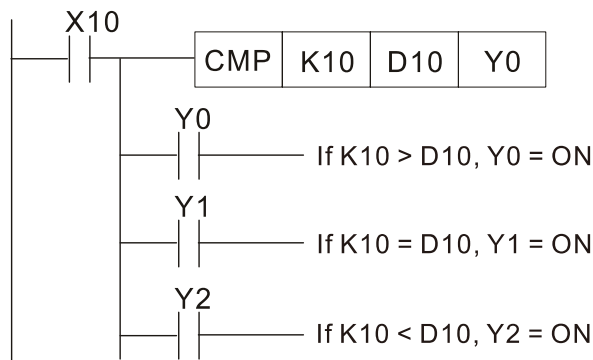 X10
CMP K10 D10 Y0
Y0
If K10 > D10, Y0 = ON
Y1
If K10 = D10, Y1 = ON
Y2
If K10 < D10, Y2 = ON